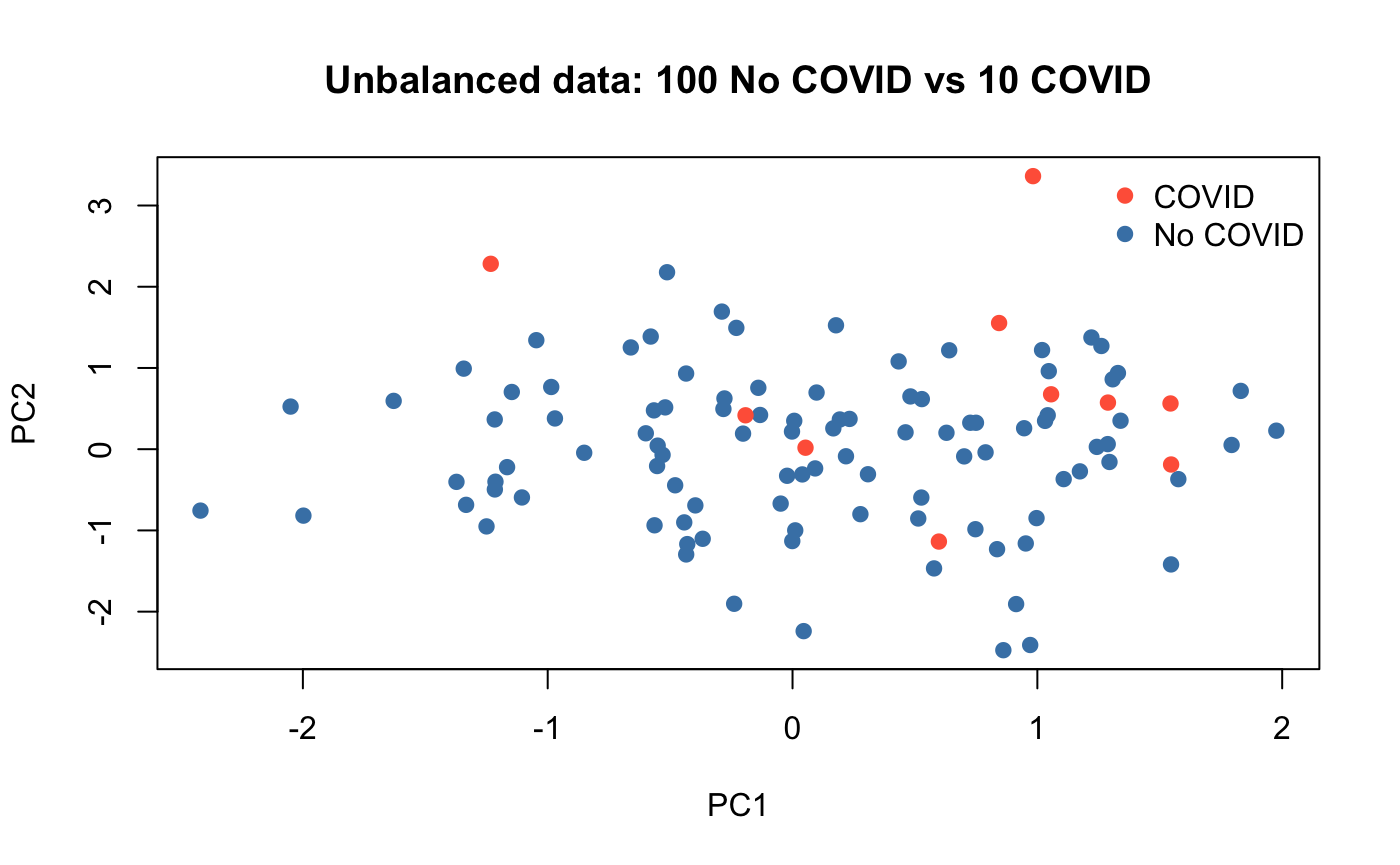 Unbalanced data: 100 No COVID vs 10 COVID
COVID
No COVID
3
2
1
0
-1
-2
PC2
-2
-1
0
1
2
PC1